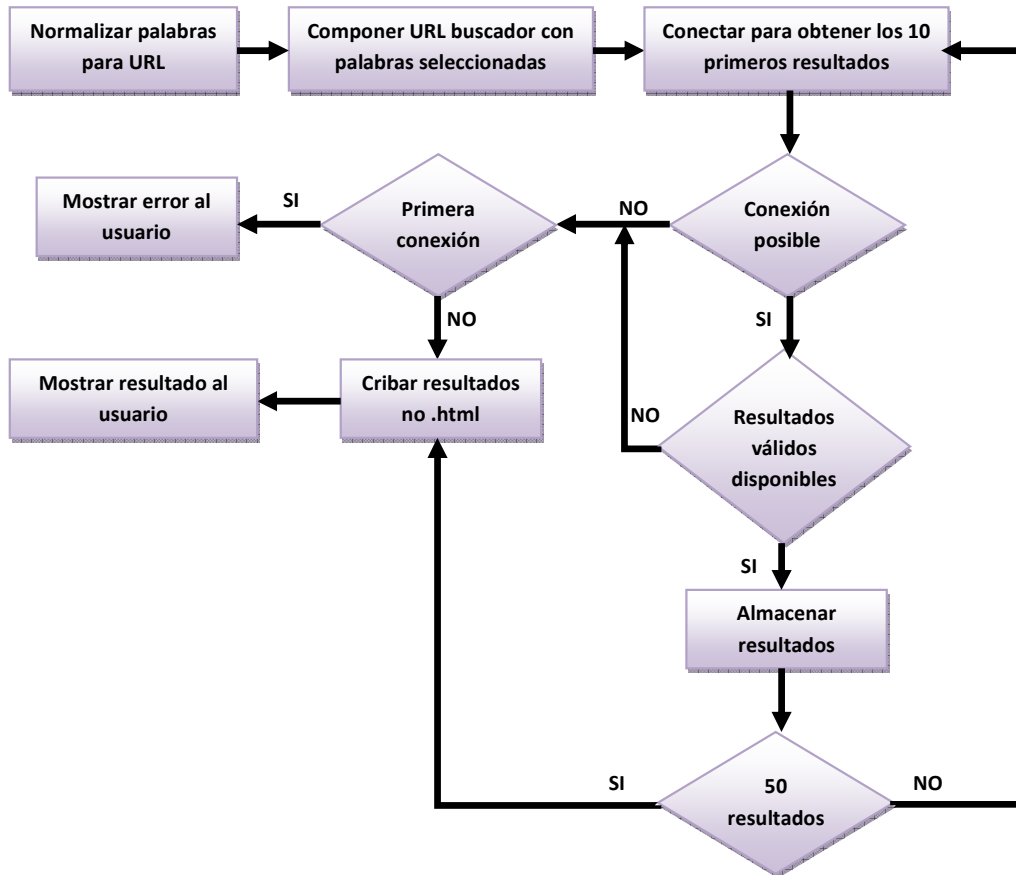 Normalizar palabras
para URL
Componer URL buscador con
palabras seleccionadas
Conectar para obtener los 10
primeros resultados
Mostrar error al
usuario
SI
Primera
conexión
NO
Conexión
posible
NO
SI
Mostrar resultado al
usuario
Cribar resultados
no .html
NO
Resultados
válidos
disponibles
SI
Almacenar
resultados
SI
50
resultados
NO